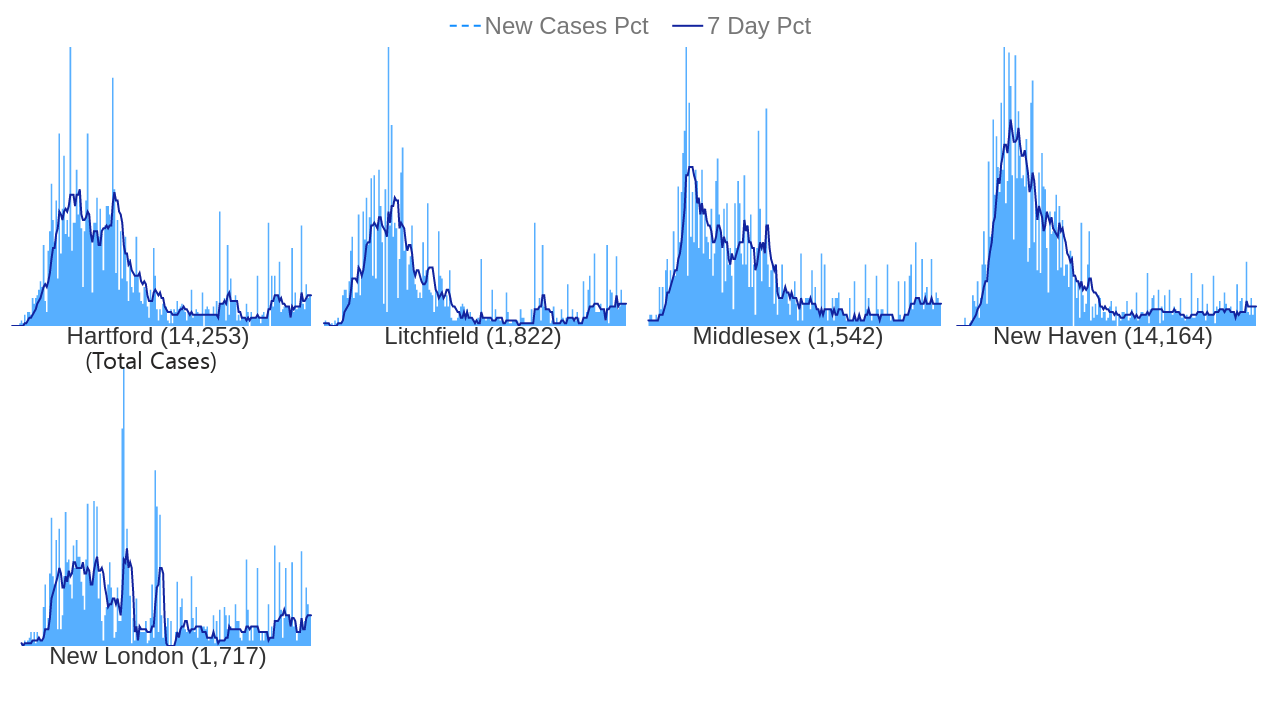 New Cases Pct 7 Day Pct
Hartford (14,253)
(Total Cases)
Litchfield (1,822)
Middlesex (1,542)
New Haven (14,164)
New London (1,717)